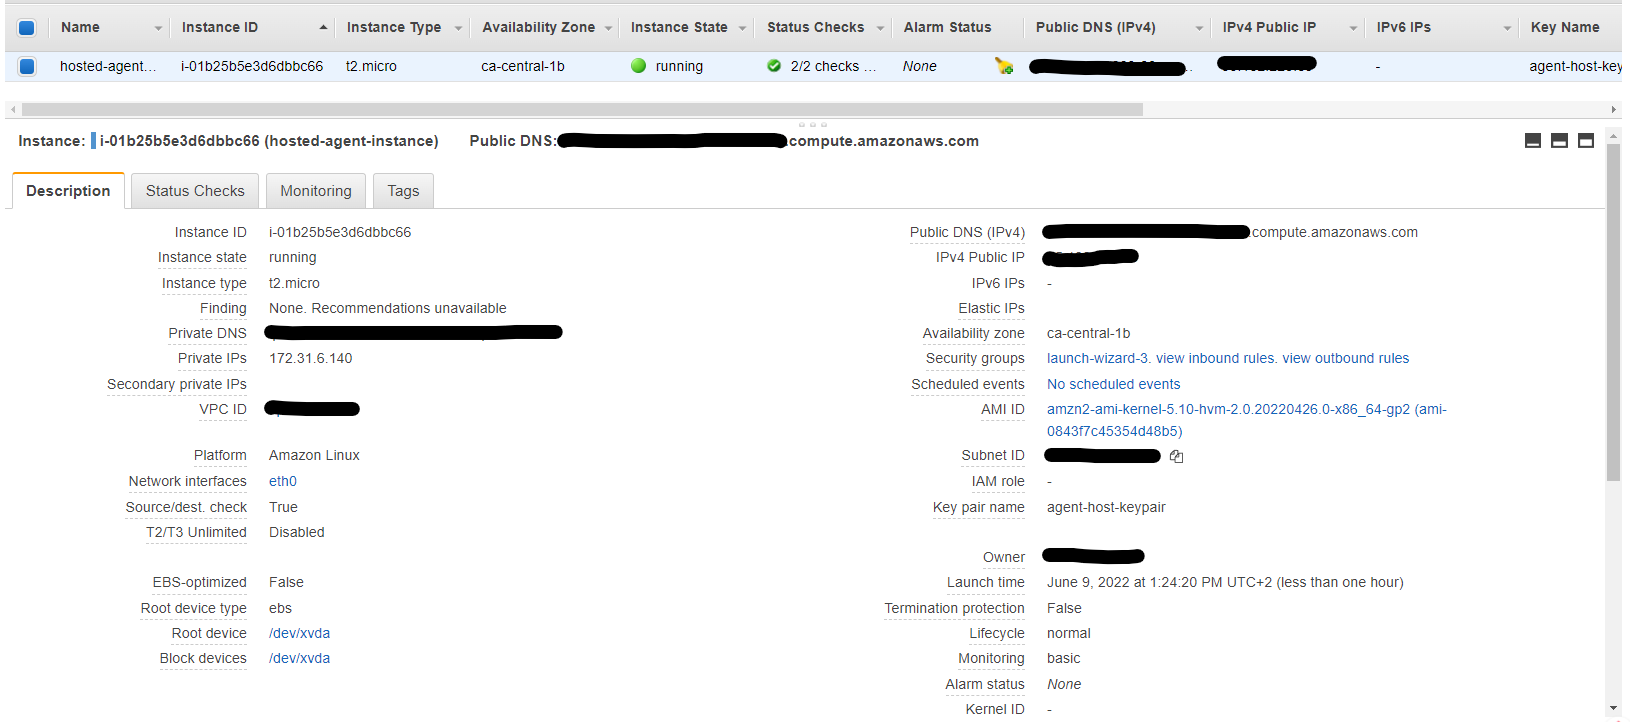 Name Instance ID Instance Type Availability Zone Instance State Status Checks Alarm Status Public DNS (IPv4) IPv4 Public IP IPv6 IPs Key Name
hosted-agent... i-01b25b5e3d6dbbc66 t2.micro ca-central-1b running 2/2 checks ... None - agent-host-key
Instance: i-01b25b5e3d6dbbc66 (hosted-agent-instance) Public DNS: .compute.amazonaws.com
Description Status Checks Monitoring Tags
Instance ID i-01b25b5e3d6dbbc66
Instance state running
Instance type t2.micro
Finding None. Recommendations unavailable
Private DNS
Private IPs 172.31.6.140
Secondary private IPs
VPC ID
Platform Amazon Linux
Network interfaces eth0
Source/dest. check True
T2/T3 Unlimited Disabled
EBS-optimized False
Root device type ebs
Root device /dev/xvda
Block devices /dev/xvda
Public DNS (IPv4) .compute.amazonaws.com
IPv4 Public IP
IPv6 IPs -
Elastic IPs
Availability zone ca-central-1b
Security groups launch-wizard-3. view inbound rules. view outbound rules
Scheduled events No scheduled events
AMI ID amzn2-ami-kernel-5.10-hvm-2.0.20220426.0-x86_64-gp2 (ami-
0843f7c45354d48b5)
Subnet ID
IAM role -
Key pair name agent-host-keypair
Owner
Launch time June 9, 2022 at 1:24:20 PM UTC+2 (less than one hour)
Termination protection False
Lifecycle normal
Monitoring basic
Alarm status None
Kernel ID -